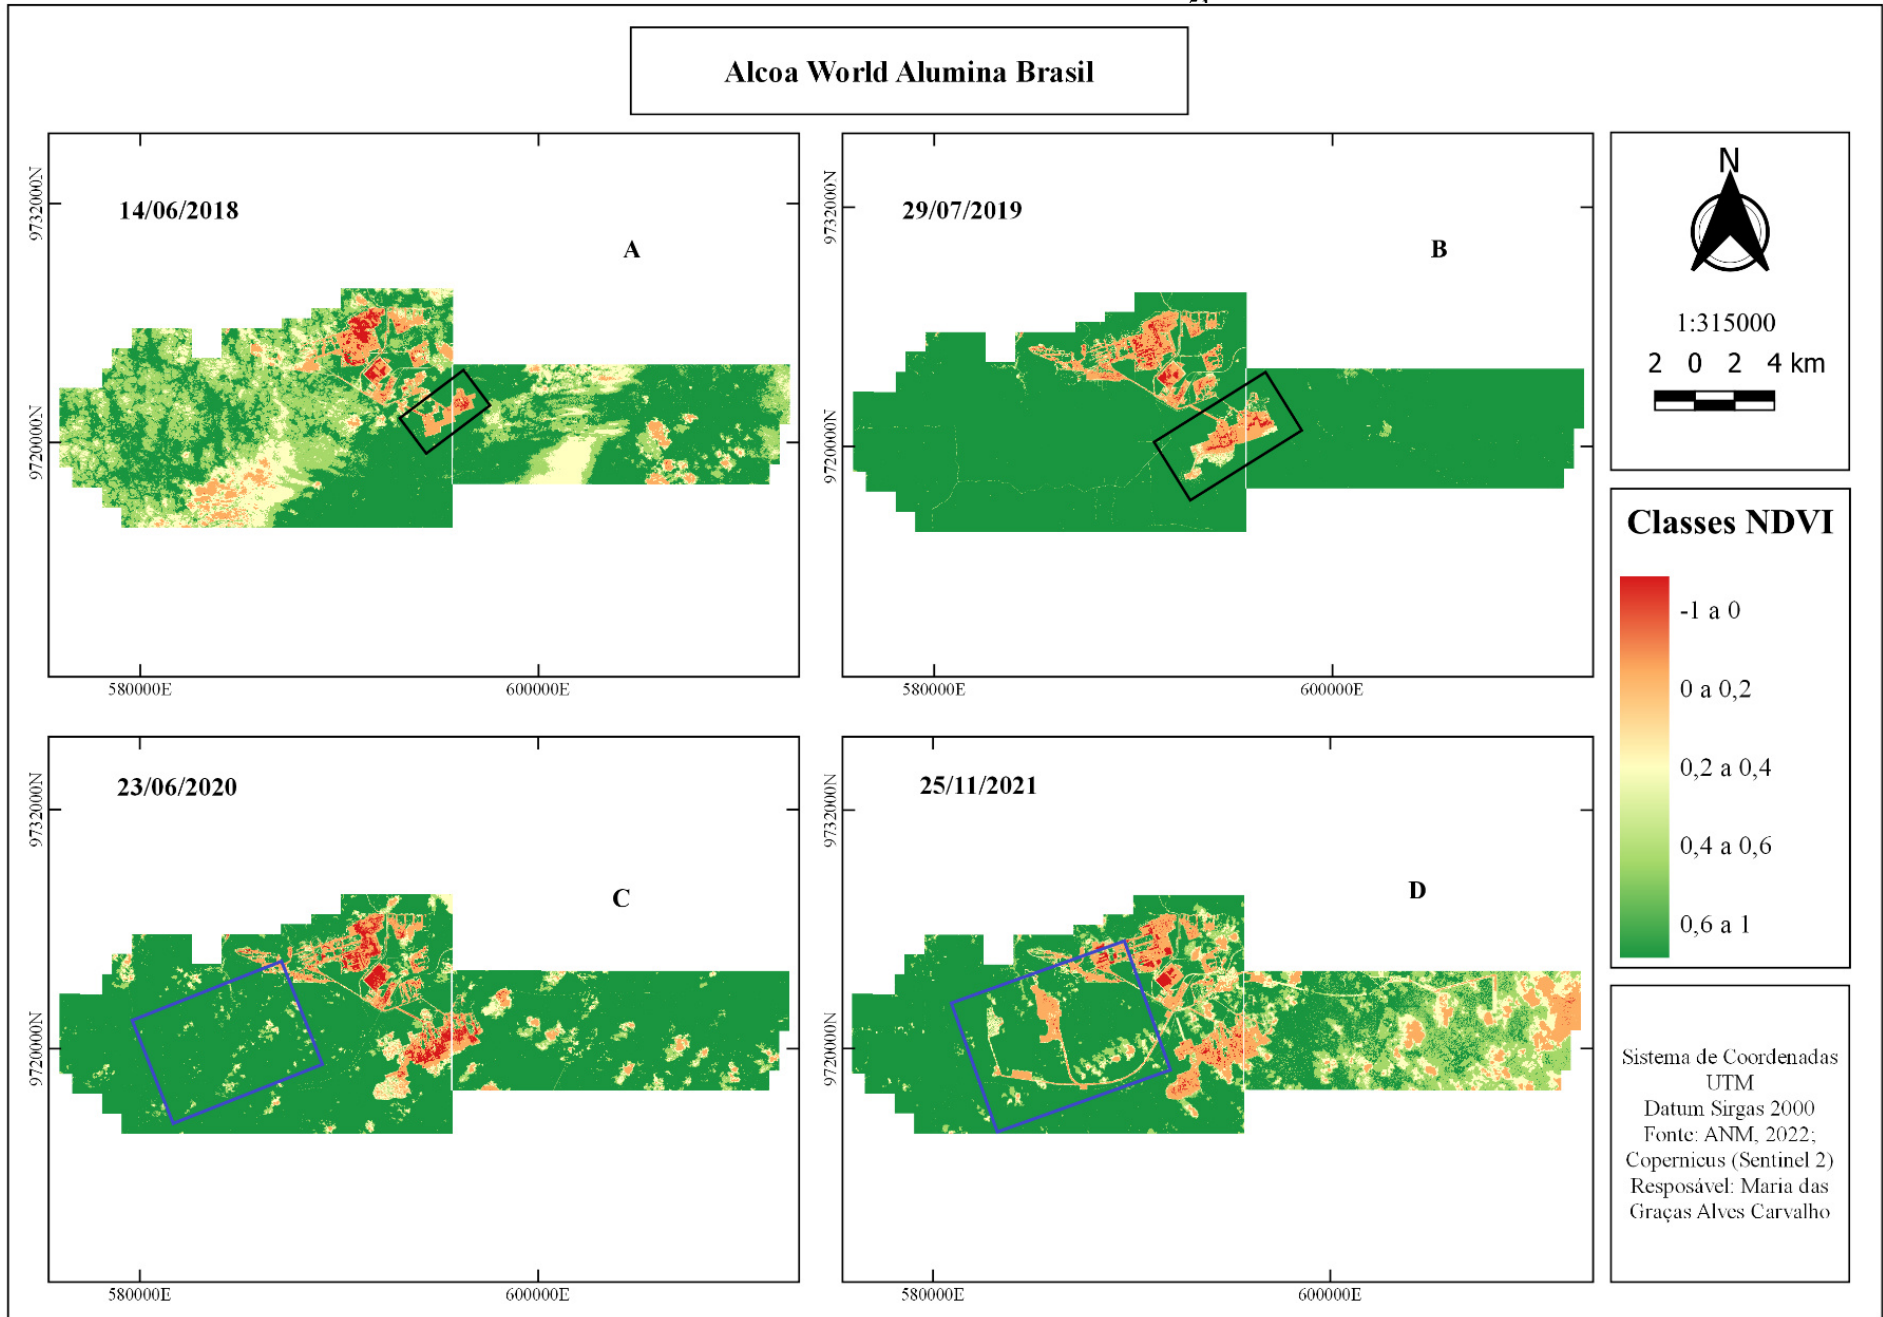 Alcoa World Alumina Brasil
14/06/2018
A
9732000N
9720000N
580000E
600000E
29/07/2019
B
9732000N
9720000N
580000E
600000E
23/06/2020
C
9732000N
9720000N
580000E
600000E
25/11/2021
D
9732000N
9720000N
580000E
600000E
N
1:315000
2 0 2 4 km
Classes NDVI
-1 a 0
0 a 0,2
0,2 a 0,4
0,4 a 0,6
0,6 a 1
Sistema de Coordenadas
UTM
Datum Sirgas 2000
Fonte: ANM, 2022;
Copernicus (Sentinel 2)
Resposável: Maria das
Graças Alves Carvalho